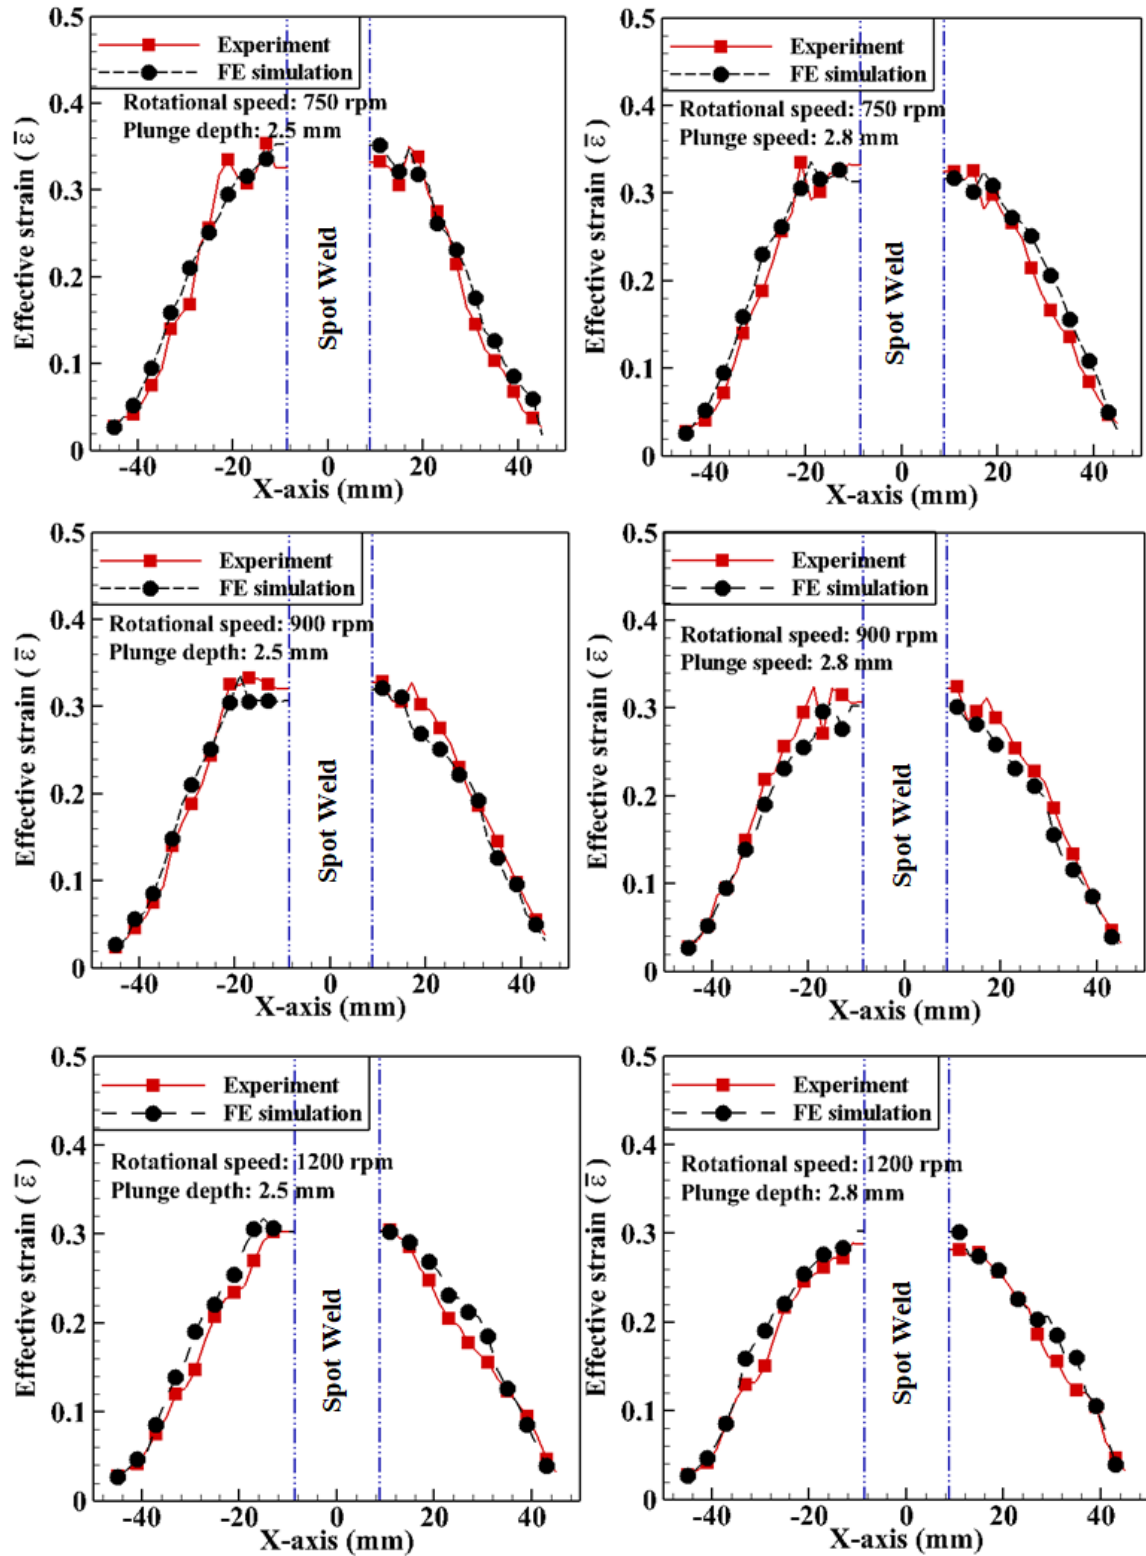 0.5
Experiment
FE simulation
0.4
Rotational speed: 750 rpm
Plunge depth: 2.5 mm
0.3
0.2
0.1
0
Effective strain ( ε̅ )
Spot Weld
-40 -20 0 20 40
X-axis (mm)
0.5
Experiment
FE simulation
0.4
Rotational speed: 750 rpm
Plunge speed: 2.8 mm
0.3
0.2
0.1
0
Effective strain ( ε̅ )
Spot Weld
-40 -20 0 20 40
X-axis (mm)
0.5
Experiment
FE simulation
0.4
Rotational speed: 900 rpm
Plunge depth: 2.5 mm
0.3
0.2
0.1
0
Effective strain ( ε̅ )
Spot Weld
-40 -20 0 20 40
X-axis (mm)
0.5
Experiment
FE simulation
0.4
Rotational speed: 900 rpm
Plunge speed: 2.8 mm
0.3
0.2
0.1
0
Effective strain ( ε̅ )
Spot Weld
-40 -20 0 20 40
X-axis (mm)
0.5
Experiment
FE simulation
0.4
Rotational speed: 1200 rpm
Plunge depth: 2.5 mm
0.3
0.2
0.1
0
Effective strain ( ε̅ )
Spot Weld
-40 -20 0 20 40
X-axis (mm)
0.5
Experiment
FE simulation
0.4
Rotational speed: 1200 rpm
Plunge depth: 2.8 mm
0.3
0.2
0.1
0
Effective strain ( ε̅ )
Spot Weld
-40 -20 0 20 40
X-axis (mm)